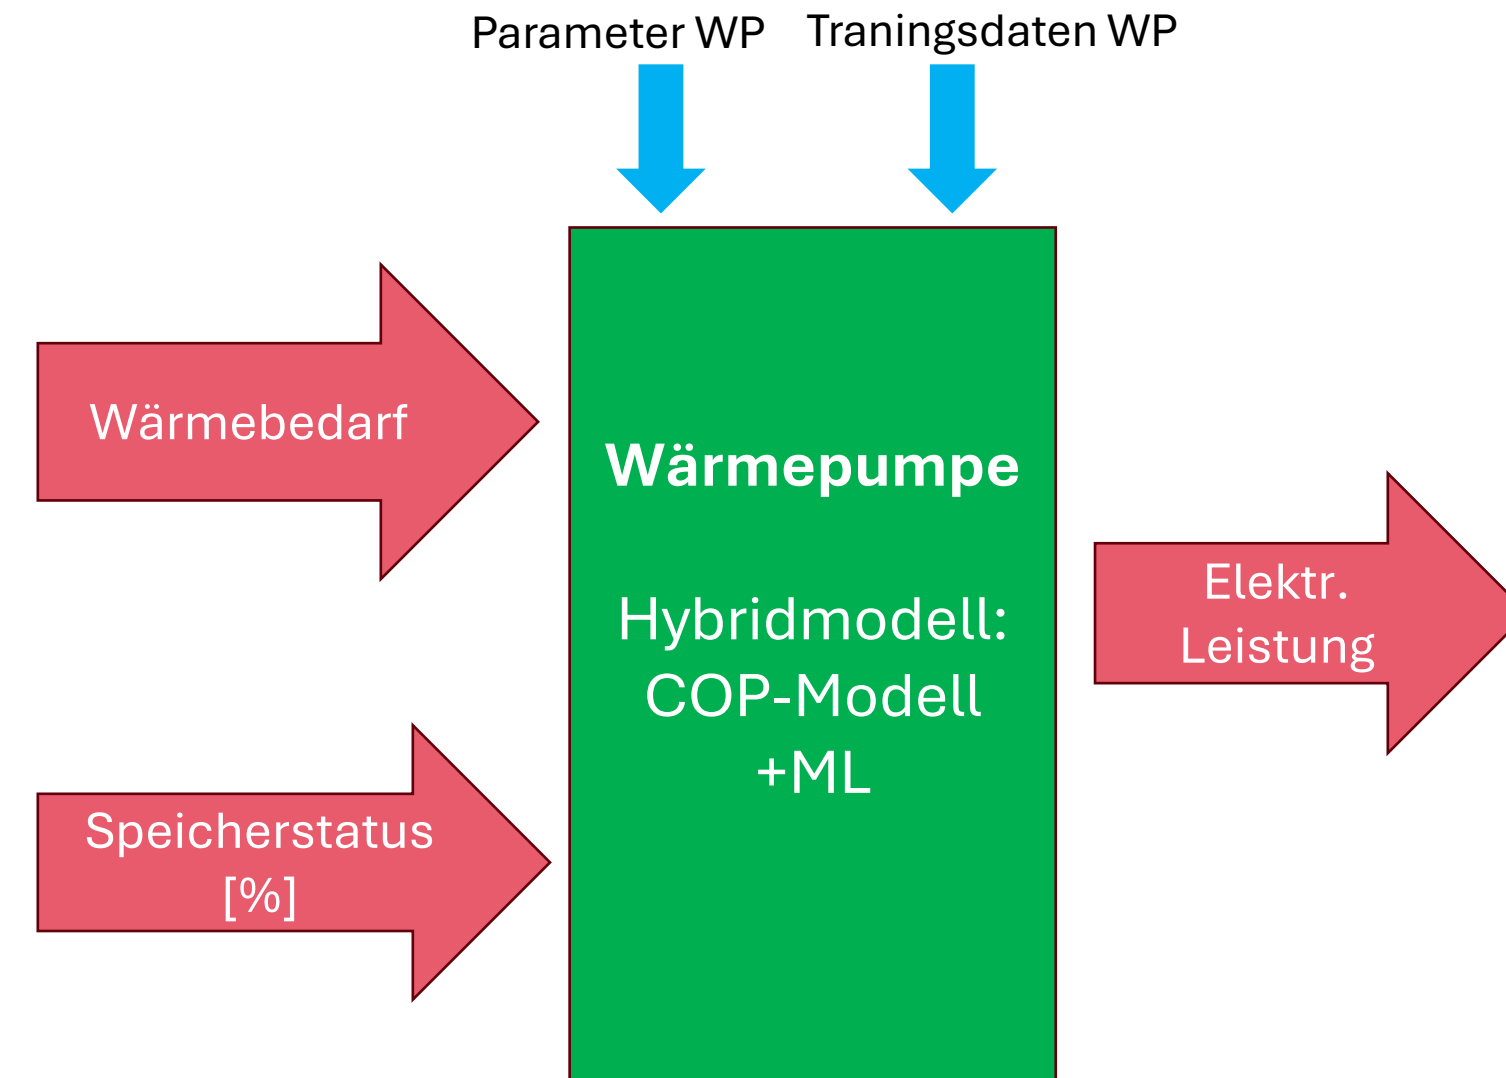 Parameter WP
Traningsdaten WP
Wärmebedarf
Speicherstatus
[%]
Wärmepumpe
Hybridmodell:
COP-Modell
+ML
Elektr.
Leistung